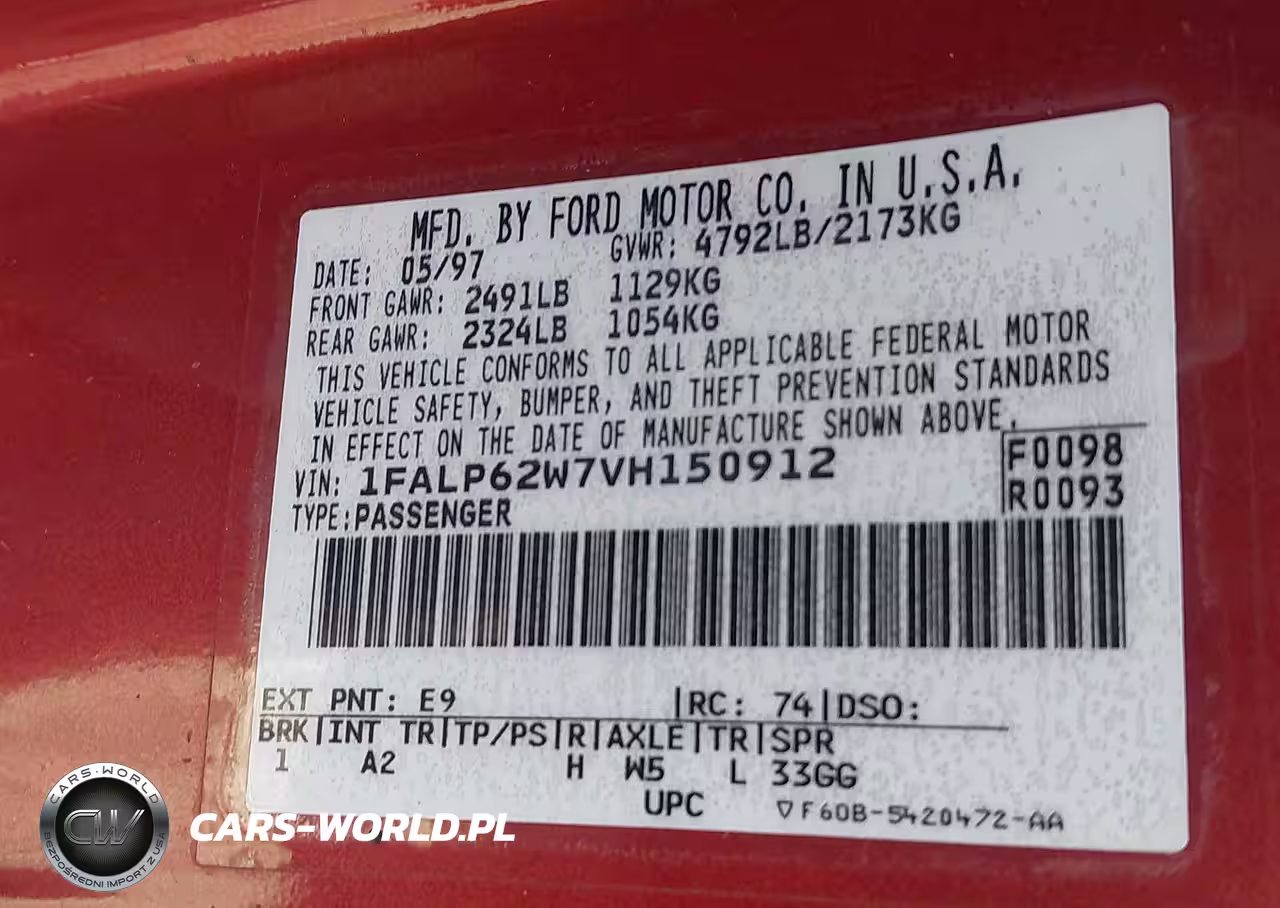 MFD. BY FORD MOTOR CO. IN U.S.A.
DATE: 05/97 GVWR: 4792LB/2173KG
FRONT GAWR: 2491LB 1129KG
REAR GAWR: 2324LB 1054KG
THIS VEHICLE CONFORMS TO ALL APPLICABLE FEDERAL MOTOR
VEHICLE SAFETY, BUMPER, AND THEFT PREVENTION STANDARDS
IN EFFECT ON THE DATE OF MANUFACTURE SHOWN ABOVE.
VIN: 1FALP62W7VH150912 F0098
TYPE:PASSENGER R0093
EXT PNT: E9 |RC: 74|DSO:
BRK|INT TR|TP/PS|R|AXLE|TR|SPR
1 A2 H W5 L 33GG
UPC ▽F60B-5420472-AA
CARS-WORLD
CW
BEZPOŚREDNI IMPORT Z USA
CARS-WORLD.PL